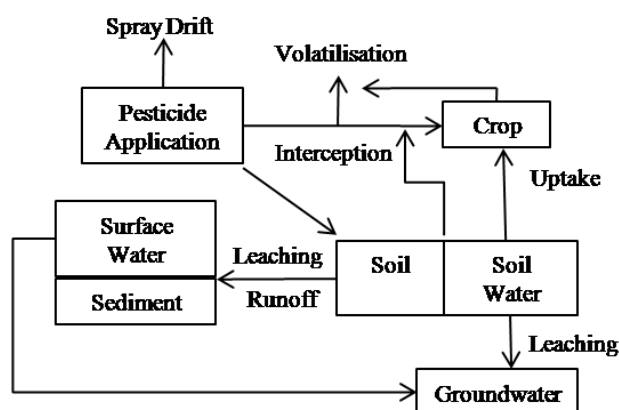 Spray Drift
Volatilisation
Pesticide
Application
Crop
Interception
Uptake
Surface
Water
Sediment
Leaching
Runoff
Soil
Soil
Water
Leaching
Groundwater